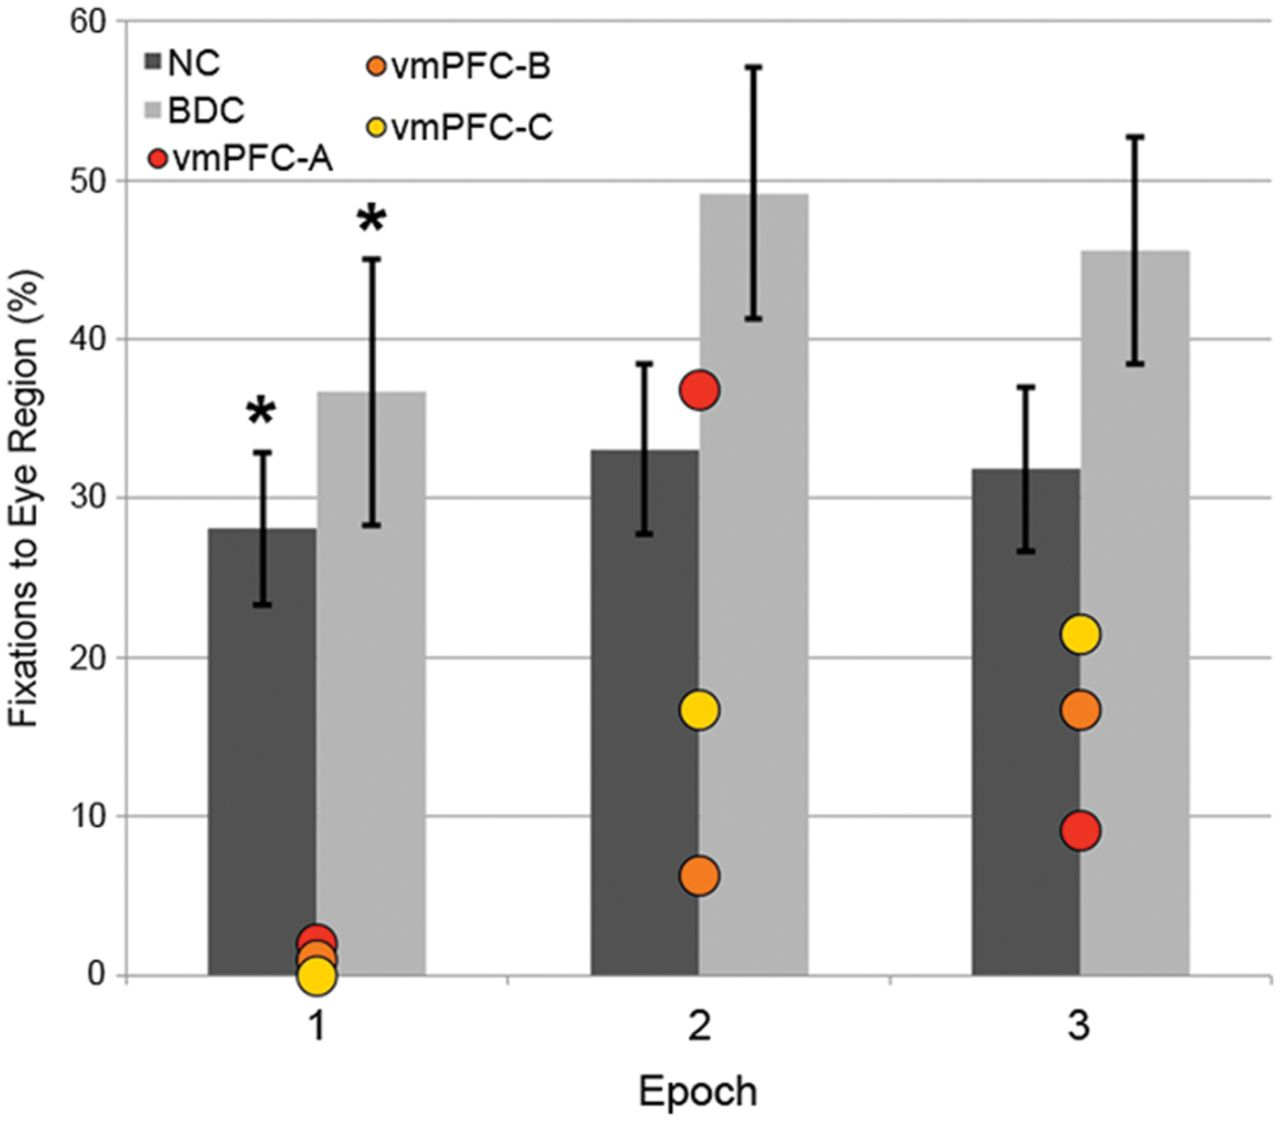 Fixations to Eye Region (%)
60
50
40
30
20
10
0
NC
BDC
vmPFC-A
vmPFC-B
vmPFC-C
*
*
1 2 3
Epoch